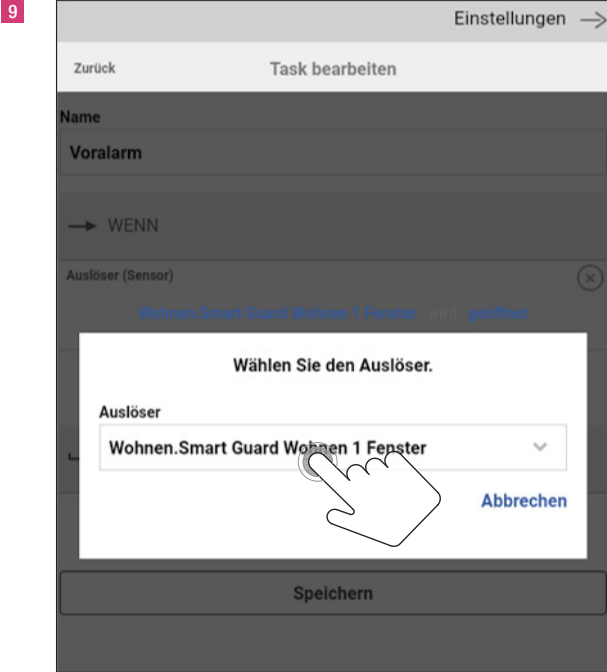 9
Einstellungen
Zurück Task bearbeiten
Name
Voralarm
WENN
Auslöser (Sensor)
Wohnen.Smart Guard Wohnen 1 Fenster wird geöffnet
Wählen Sie den Auslöser.
Auslöser
Wohnen.Smart Guard Wohnen 1 Fenster
Abbrechen
Speichern